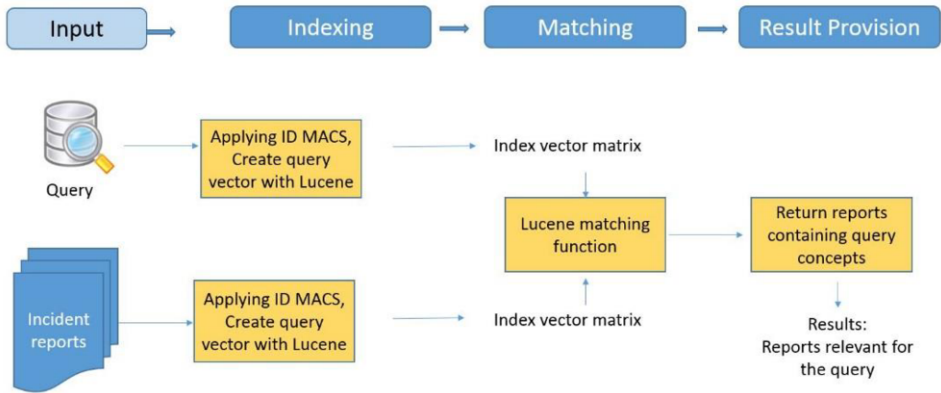 Input
Indexing
Matching
Result Provision
Query
Applying ID MACS,
Create query
vector with Lucene
Index vector matrix
Lucene matching
function
Return reports
containing query
concepts
Incident
reports
Applying ID MACS,
Create query
vector with Lucene
Index vector matrix
Results:
Reports relevant for
the query